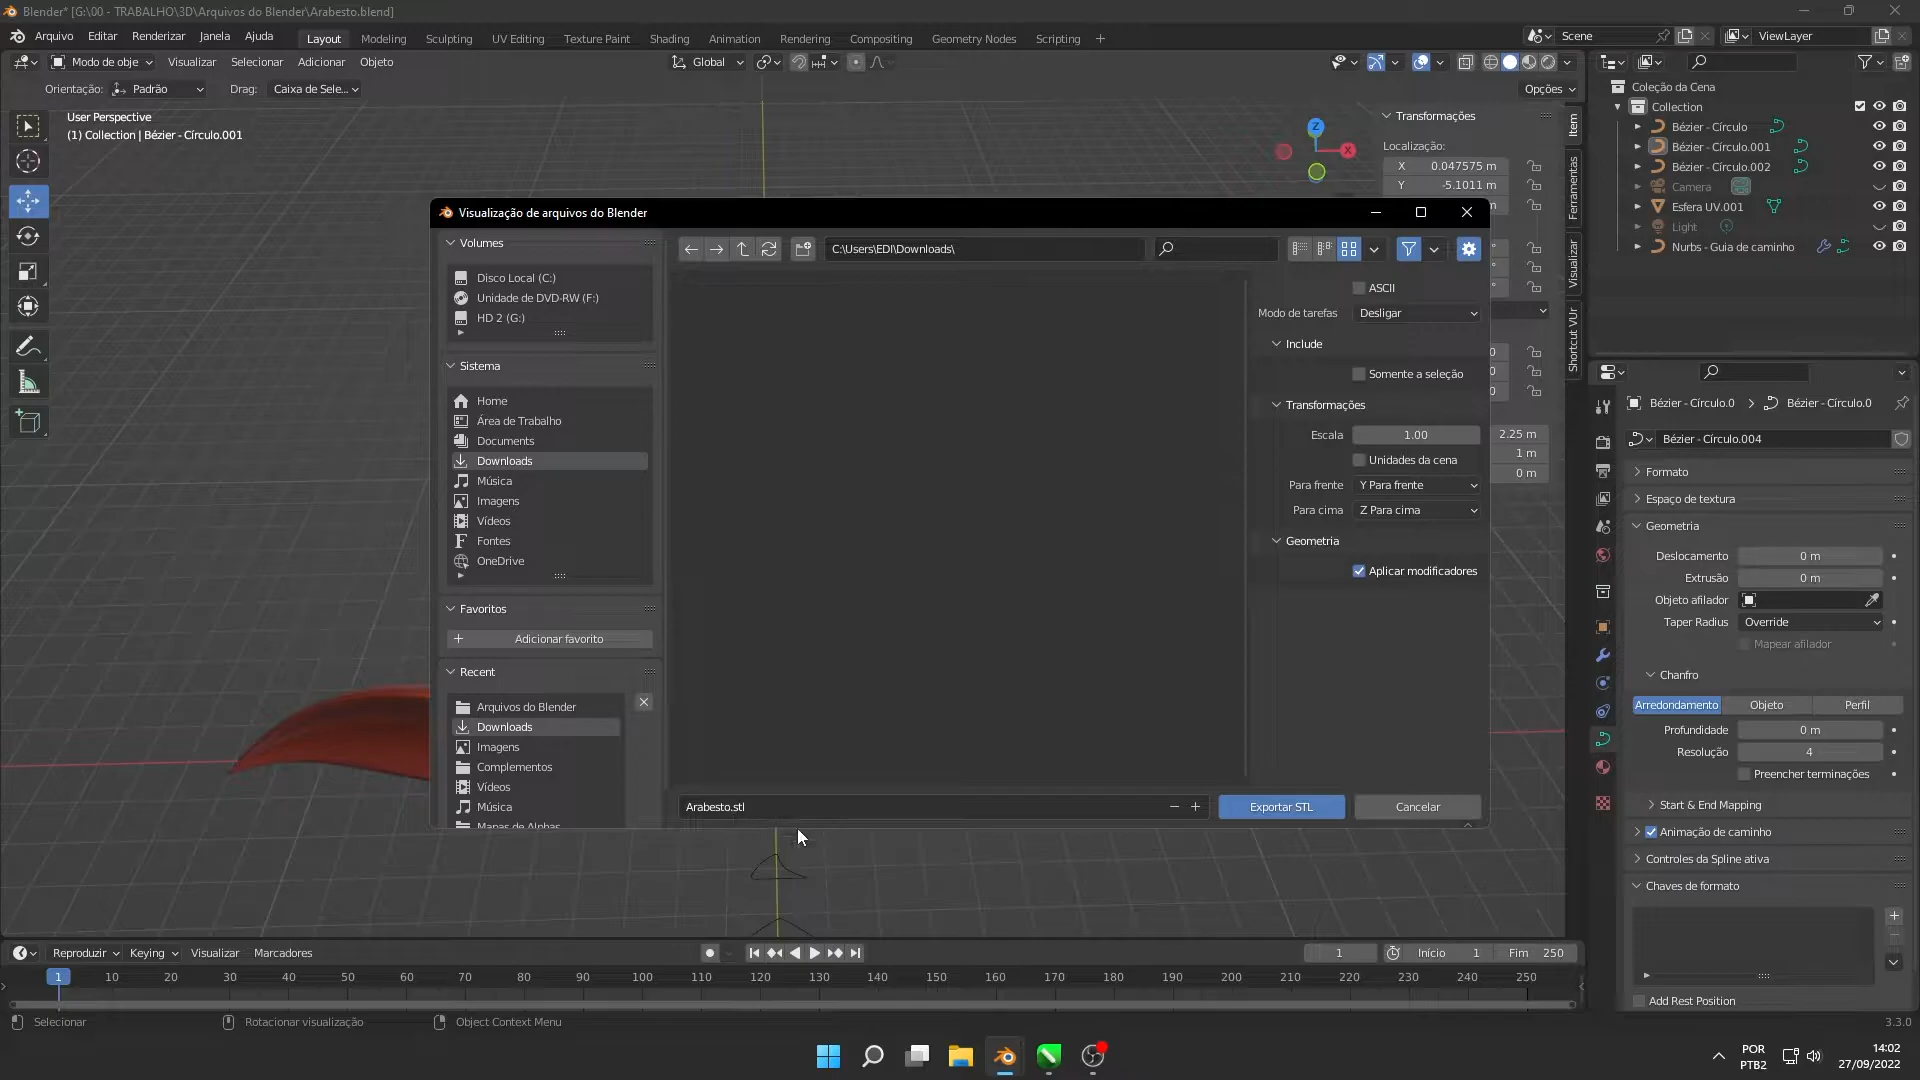 Blender* [G:\00 - TRABALHO\3D\Arquivos do Blender\Arabesto.blend]
Arquivo Editar Renderizar Janela Ajuda Layout Modeling Sculpting UV Editing Texture Paint Shading Animation Rendering Compositing Geometry Nodes Scripting + Scene ViewLayer
Modo de obje Visualizar Selecionar Adicionar Objeto Global
Orientação: Padrão Drag: Caixa de Sele... Opções
User Perspective
(1) Collection | Bézier - Círculo.001
Z
X
Transformações
Localização:
X 0.047575 m
Y -5.1011 m
m
Item
Ferramentas
Visualizar
Shortcut VUr
Coleção da Cena
Collection
Bézier - Círculo
Bézier - Círculo.001
Bézier - Círculo.002
Camera
Esfera UV.001
Light
Nurbs - Guia de caminho
Visualização de arquivos do Blender
Volumes
Disco Local (C:)
Unidade de DVD-RW (F:)
HD 2 (G:)
Sistema
Home
Área de Trabalho
Documents
Downloads
Música
Imagens
Vídeos
Fontes
OneDrive
Favoritos
+ Adicionar favorito
Recent
Arquivos do Blender
Downloads
Imagens
Complementos
Vídeos
Música
Mapas de Alphas
C:\Users\EDI\Downloads\
ASCII
Modo de tarefas Desligar
Include
Somente a seleção
Transformações
Escala 1.00
Unidades da cena
Para frente Y Para frente
Para cima Z Para cima
Geometria
Aplicar modificadores
Arabesto.stl − + Exportar STL Cancelar
2.25 m
1 m
0 m
Bézier - Círculo.0 > Bézier - Círculo.0
Bézier - Círculo.004
Formato
Espaço de textura
Geometria
Deslocamento 0 m
Extrusão 0 m
Objeto afilador
Taper Radius Override
Mapear afilador
Chanfro
Arredondamento Objeto Perfil
Profundidade 0 m
Resolução 4
Preencher terminações
Start & End Mapping
Animação de caminho
Controles da Spline ativa
Chaves de formato
Add Rest Position
Reproduzir Keying Visualizar Marcadores 1 Início 1 Fim 250
1 10 20 30 40 50 60 70 80 90 100 110 120 130 140 150 160 170 180 190 200 210 220 230 240 250
Selecionar Rotacionar visualização Object Context Menu 3.3.0
POR
PTB2
14:02
27/09/2022